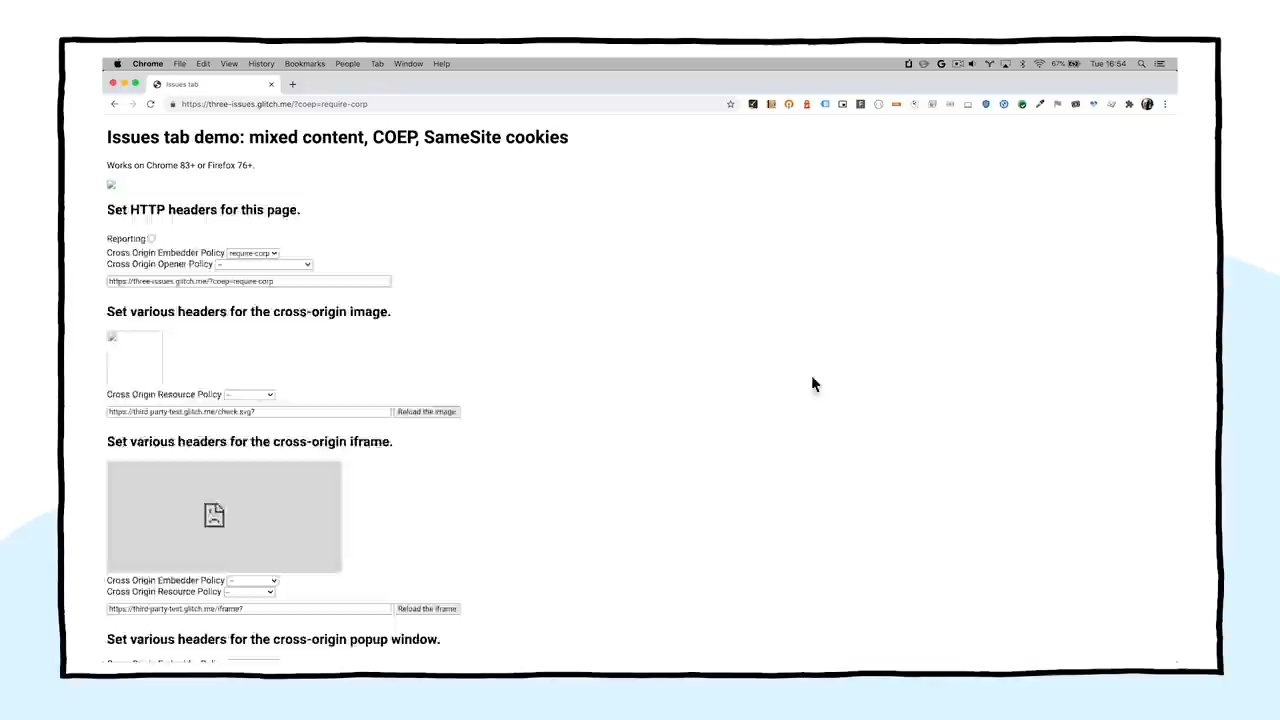 Chrome File Edit View History Bookmarks People Tab Window Help 67% Tue 16:54
Issues tab
https://three-issues.glitch.me/?coep=require-corp
Issues tab demo: mixed content, COEP, SameSite cookies
Works on Chrome 83+ or Firefox 76+.
Set HTTP headers for this page.
Reporting
Cross Origin Embedder Policy require-corp
Cross Origin Opener Policy --
https://three-issues.glitch.me/?coep=require-corp
Set various headers for the cross-origin image.
Cross Origin Resource Policy --
https://third-party-test.glitch.me/check.svg? Reload the image
Set various headers for the cross-origin iframe.
Cross Origin Embedder Policy --
Cross Origin Resource Policy --
https://third-party-test.glitch.me/iframe? Reload the iframe
Set various headers for the cross-origin popup window.